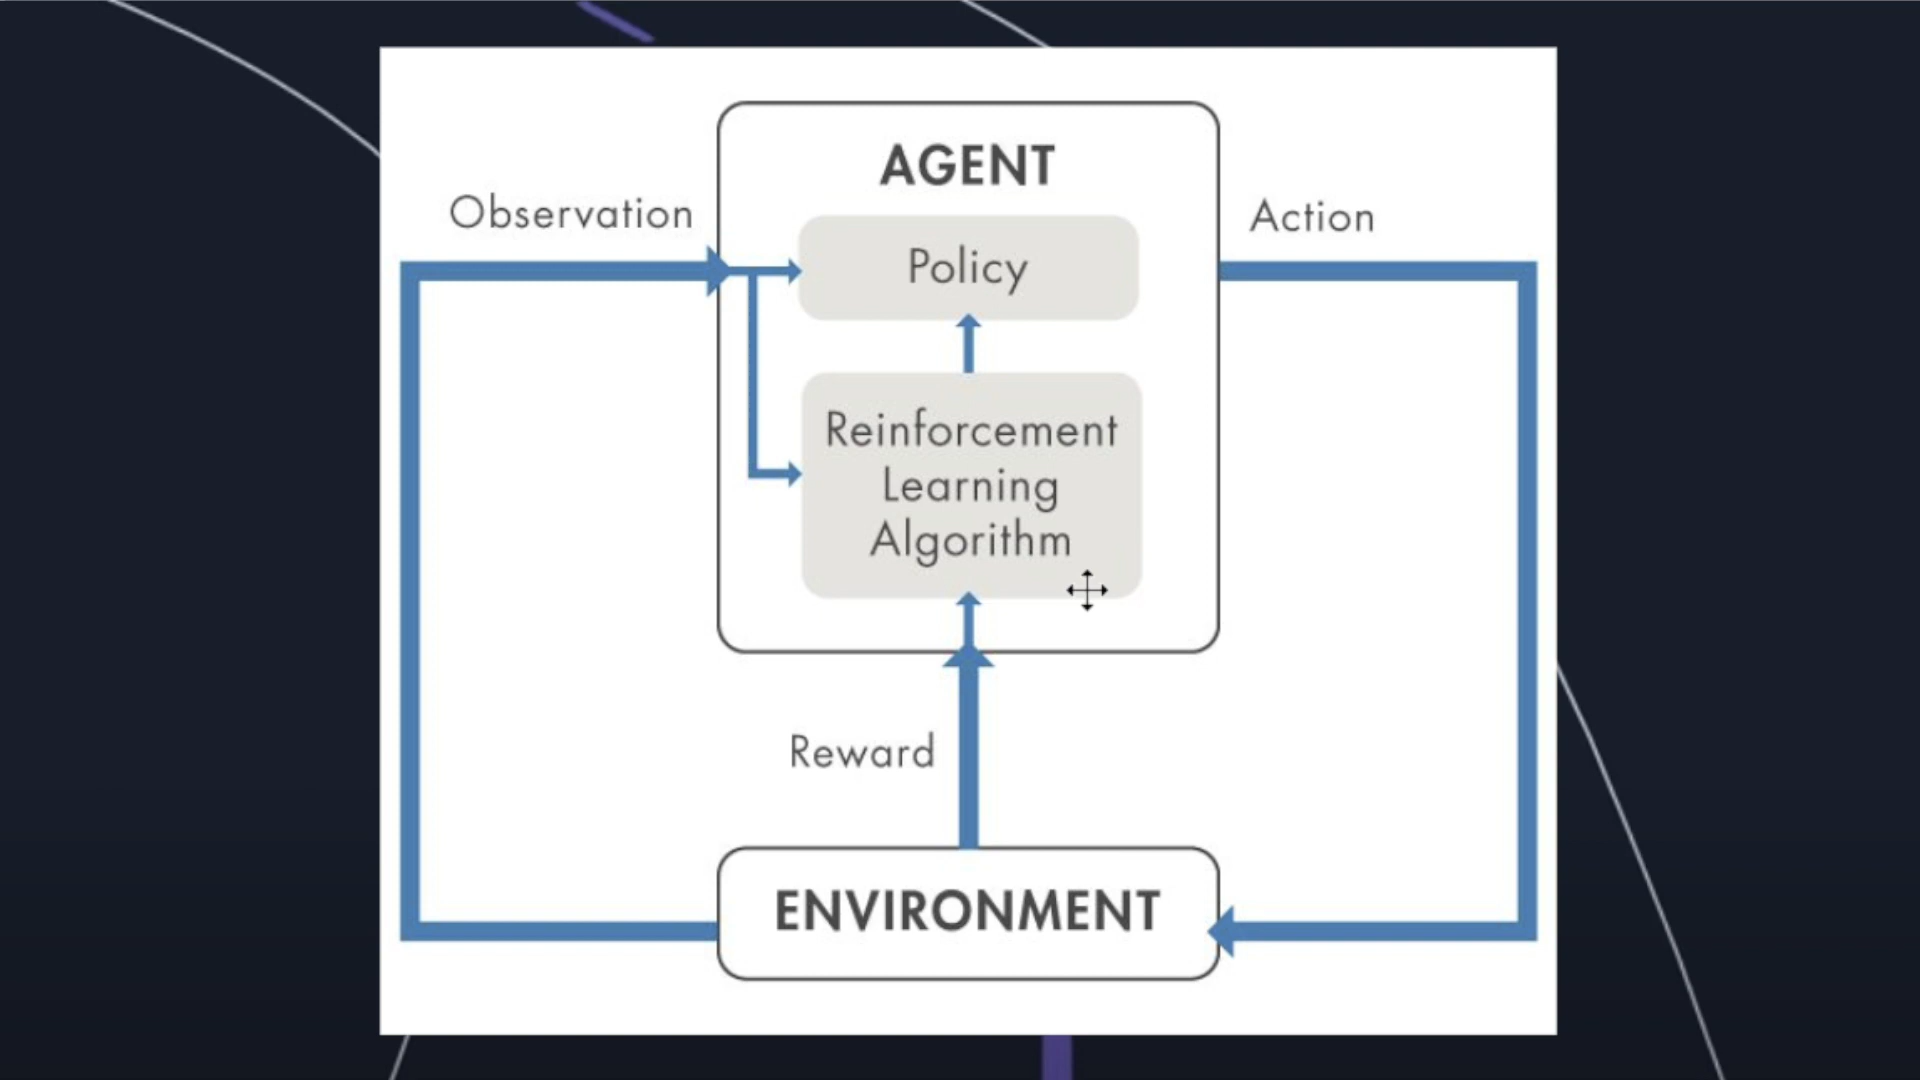 AGENT
Observation
Action
Policy
Reinforcement
Learning
Algorithm
Reward
ENVIRONMENT